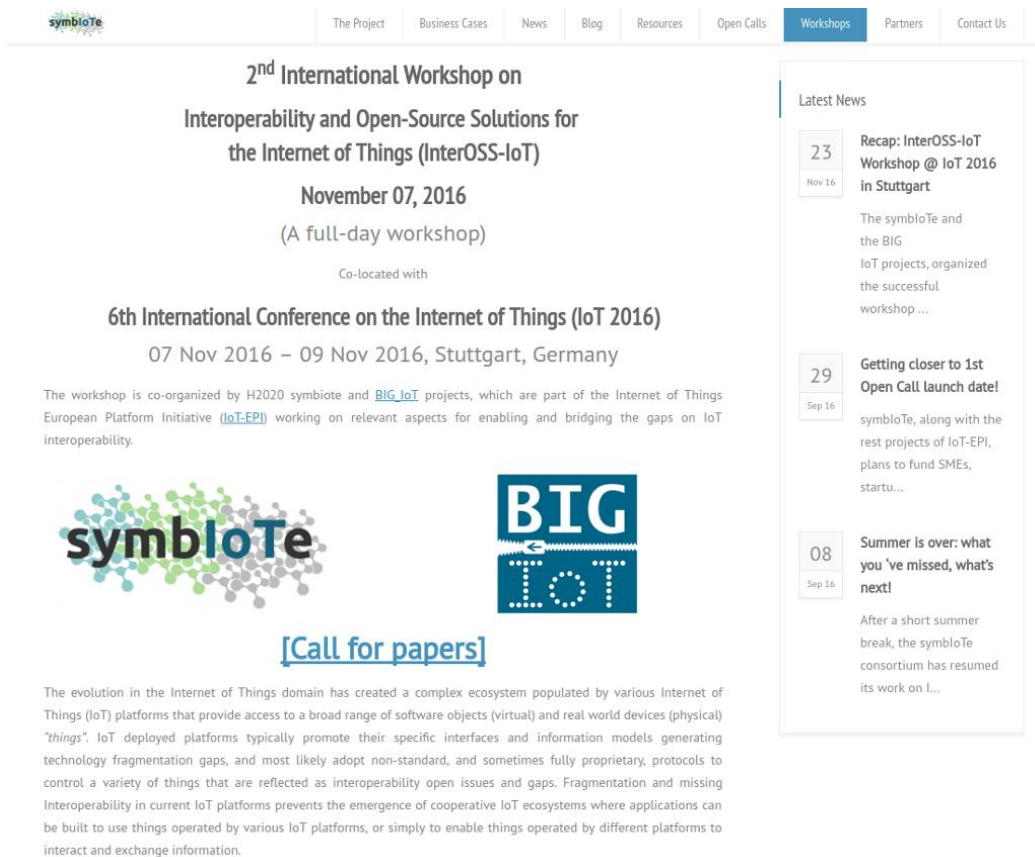 symbIoTe
The Project
Business Cases
News
Blog
Resources
Open Calls
Workshops
Partners
Contact Us
2nd International Workshop on
Interoperability and Open-Source Solutions for
the Internet of Things (InterOSS-IoT)
November 07, 2016
(A full-day workshop)
Co-located with
6th International Conference on the Internet of Things (IoT 2016)
07 Nov 2016 – 09 Nov 2016, Stuttgart, Germany
The workshop is co-organized by H2020 symbiote and BIG_IoT projects, which are part of the Internet of Things
European Platform Initiative (IoT-EPI) working on relevant aspects for enabling and bridging the gaps on IoT
interoperability.
symbIoTe
BIG
IoT
[Call for papers]
The evolution in the Internet of Things domain has created a complex ecosystem populated by various Internet of
Things (IoT) platforms that provide access to a broad range of software objects (virtual) and real world devices (physical)
"things". IoT deployed platforms typically promote their specific interfaces and information models generating
technology fragmentation gaps, and most likely adopt non-standard, and sometimes fully proprietary, protocols to
control a variety of things that are reflected as interoperability open issues and gaps. Fragmentation and missing
Interoperability in current IoT platforms prevents the emergence of cooperative IoT ecosystems where applications can
be built to use things operated by various IoT platforms, or simply to enable things operated by different platforms to
interact and exchange information.
Latest News
23
Nov 16
Recap: InterOSS-IoT
Workshop @ IoT 2016
in Stuttgart
The symbIoTe and
the BIG
IoT projects, organized
the successful
workshop ...
29
Sep 16
Getting closer to 1st
Open Call launch date!
symbIoTe, along with the
rest projects of IoT-EPI,
plans to fund SMEs,
startu...
08
Sep 16
Summer is over: what
you ‘ve missed, what’s
next!
After a short summer
break, the symbIoTe
consortium has resumed
its work on I...